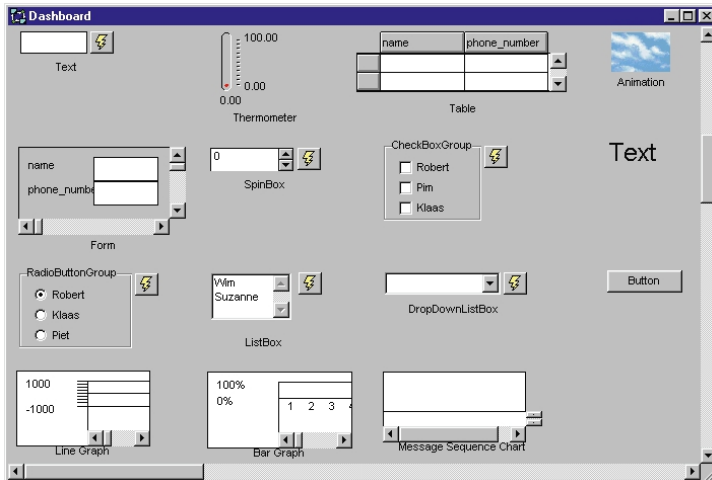 Dashboard
Text
100.00
0.00
0.00
Thermometer
name phone_number
Table
Animation
name
phone_numbe
Form
0
SpinBox
CheckBoxGroup
Robert
Pim
Klaas
Text
RadioButtonGroup
Robert
Klaas
Piet
Wim
Suzanne
ListBox
DropDownListBox
Button
1000
-1000
Line Graph
100%
0%
1 2 3 4
Bar Graph
Message Sequence Chart